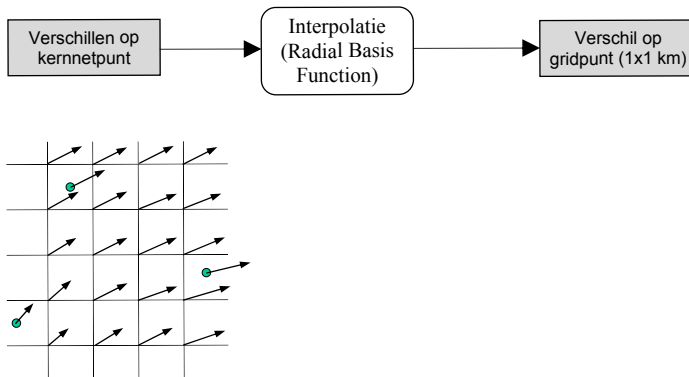 Verschillen op
kernnetpunt
Interpolatie
(Radial Basis
Function)
Verschil op
gridpunt (1x1 km)